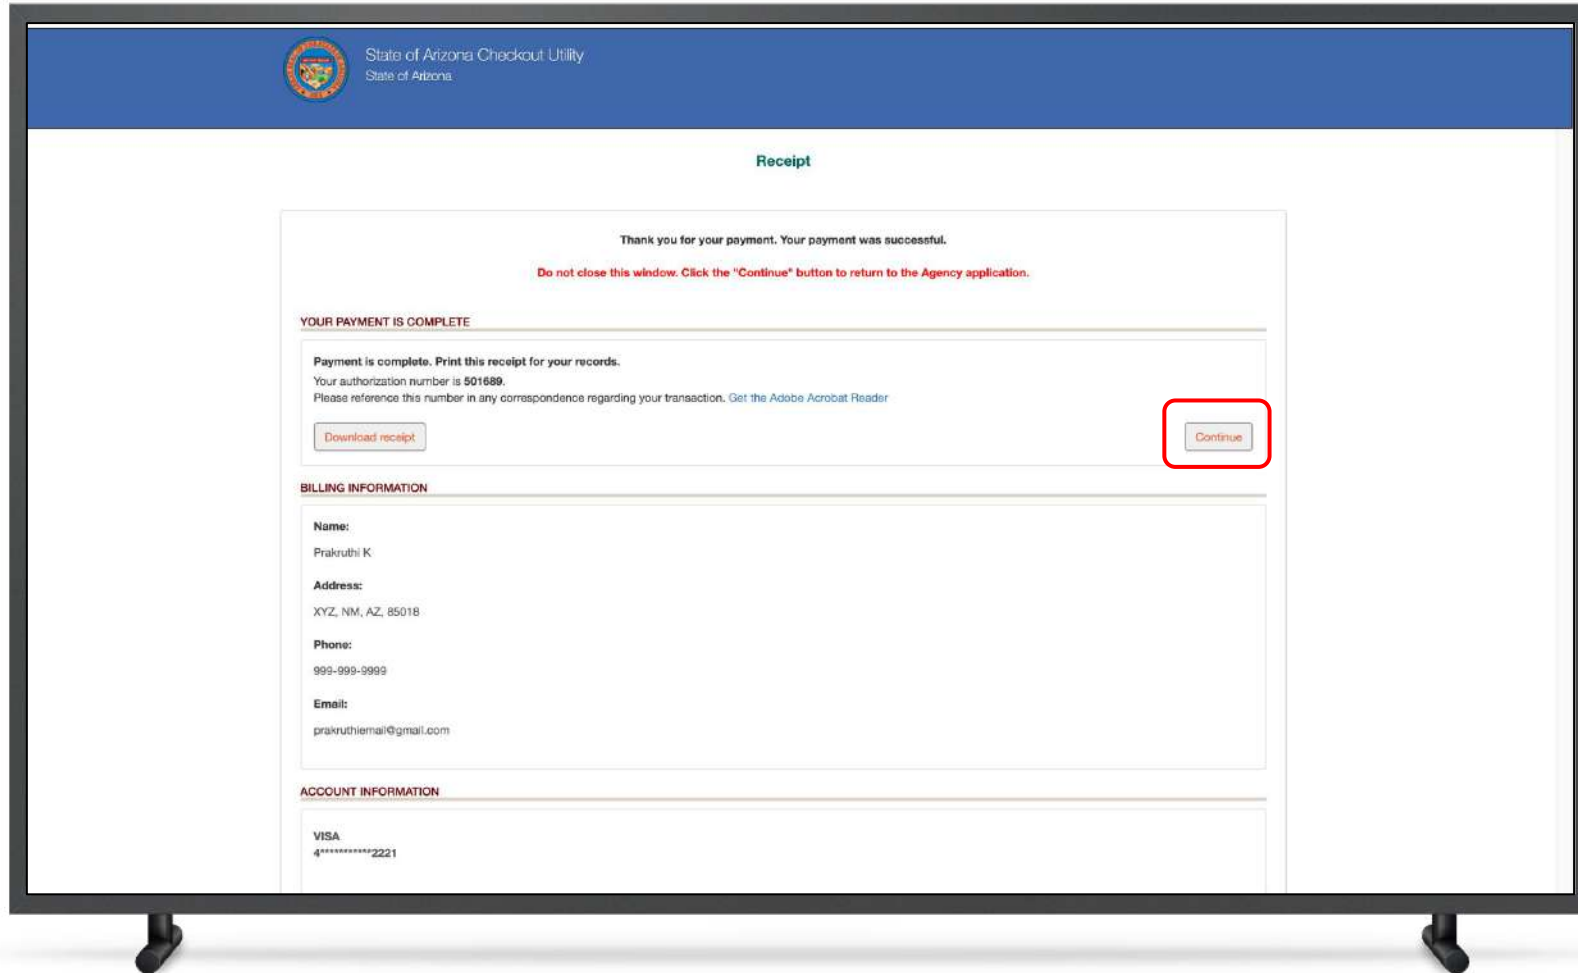 State of Arizona Checkout Utility
State of Arizona
Receipt
Thank you for your payment. Your payment was successful.
Do not close this window. Click the "Continue" button to return to the Agency application.
YOUR PAYMENT IS COMPLETE
Payment is complete. Print this receipt for your records.
Your authorization number is 501689.
Please reference this number in any correspondence regarding your transaction. Get the Adobe Acrobat Reader
Download receipt
Continue
BILLING INFORMATION
Name:
Prakruthi K
Address:
XYZ, NM, AZ, 85018
Phone:
999-999-9999
Email:
prakruthiemail@gmail.com
ACCOUNT INFORMATION
VISA
4***********2221